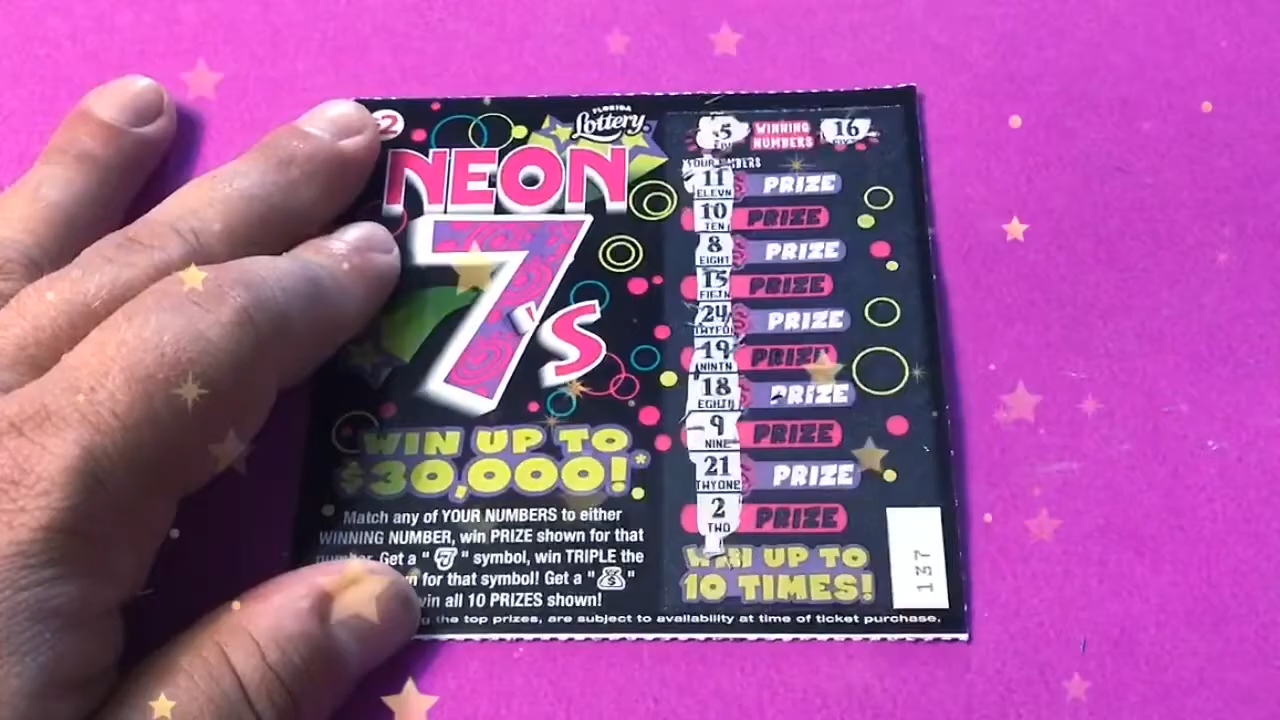 $2
FLORIDA
Lottery
NEON
7's
WIN UP TO
$30,000!*
Match any of YOUR NUMBERS to either
WINNING NUMBER, win PRIZE shown for that
Get a " 7 " symbol, win TRIPLE the
for that symbol! Get a " "
win all 10 PRIZES shown!
the top prizes, are subject to availability at time of ticket purchase.
5 WINNING NUMBERS 16
YOUR NUMBERS
11 PRIZE
ELEVN
10 PRIZE
TEN
8 PRIZE
EIGHT
15 PRIZE
FIFTN
24 PRIZE
TWYFOR
19 PRIZE
NINTN
18 PRIZE
EGHTN
9 PRIZE
NINE
21 PRIZE
TWYONE
2 PRIZE
TWO
WIN UP TO
10 TIMES!
137